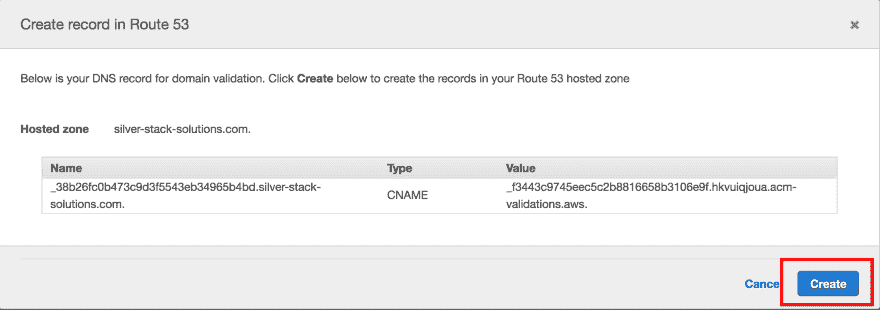 Create record in Route 53
Below is your DNS record for domain validation. Click Create below to create the records in your Route 53 hosted zone
Hosted zone silver-stack-solutions.com.
Name Type Value
_38b26fc0b473c9d3f5543eb34965b4bd.silver-stack-
solutions.com.
CNAME
_f3443c9745eec5c2b8816658b3106e9f.hkvuiqjoua.acm-
validations.aws.
Cance Create